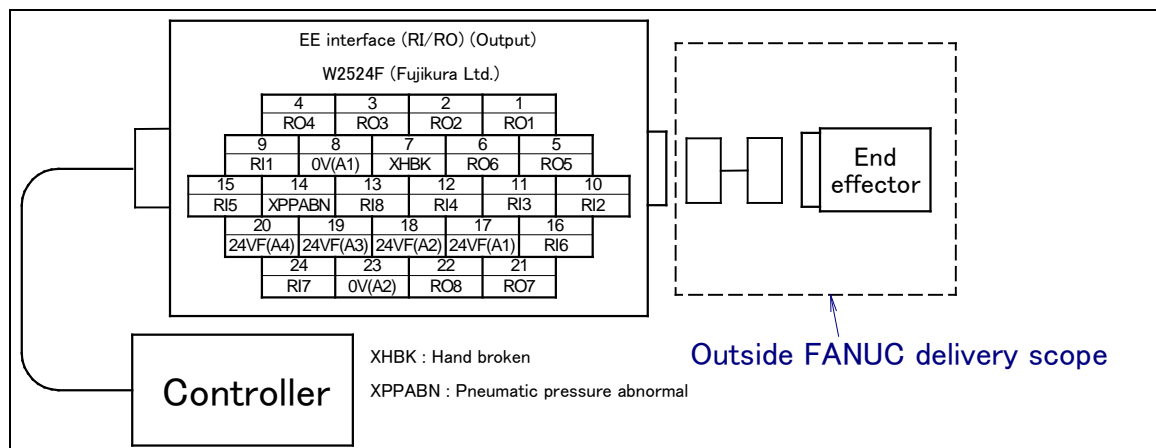 EE interface (RI/RO) (Output)
W2524F (Fujikura Ltd.)
4 3 2 1
RO4 RO3 RO2 RO1
9 8 7 6 5
RI1 0V(A1) XHBK RO6 RO5
15 14 13 12 11 10
RI5 XPPABN RI8 RI4 RI3 RI2
20 19 18 17 16
24VF(A4) 24VF(A3) 24VF(A2) 24VF(A1) RI6
24 23 22 21
RI7 0V(A2) RO8 RO7
End
effector
Outside FANUC delivery scope
Controller
XHBK : Hand broken
XPPABN : Pneumatic pressure abnormal